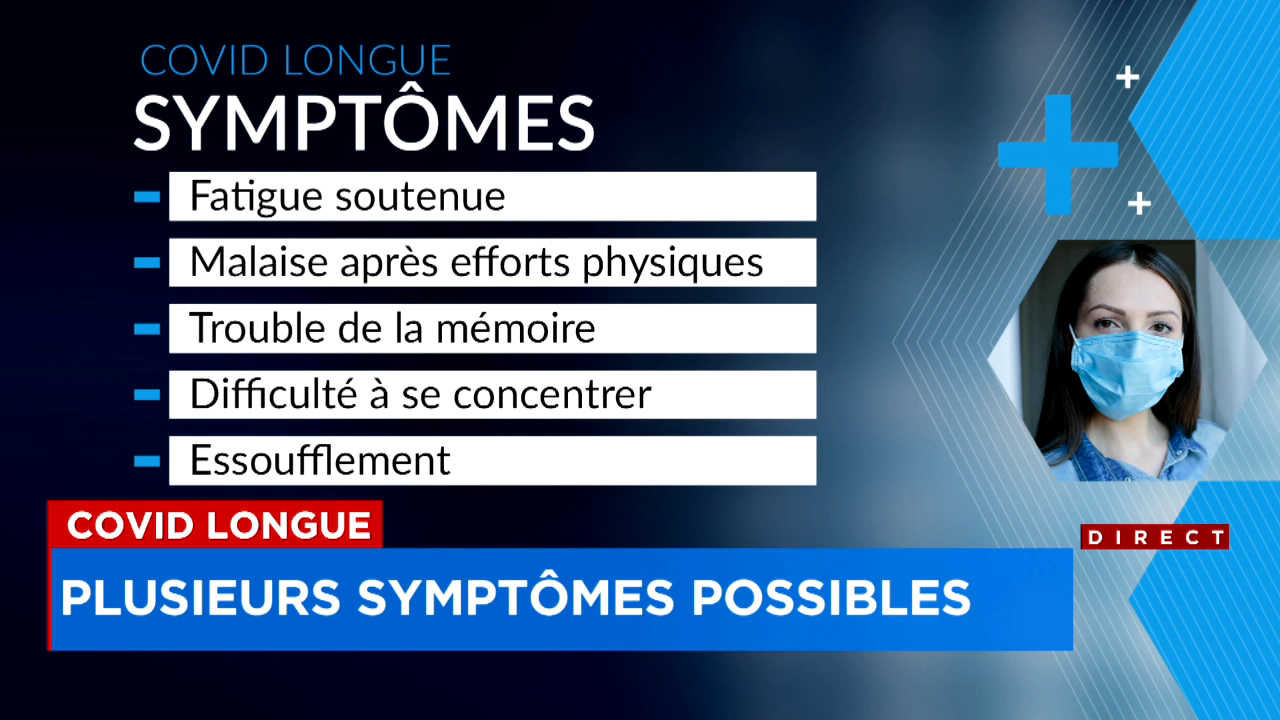 COVID LONGUE
SYMPTÔMES
Fatigue soutenue
Malaise après efforts physiques
Trouble de la mémoire
Difficulté à se concentrer
Essoufflement
COVID LONGUE
DIRECT
PLUSIEURS SYMPTÔMES POSSIBLES